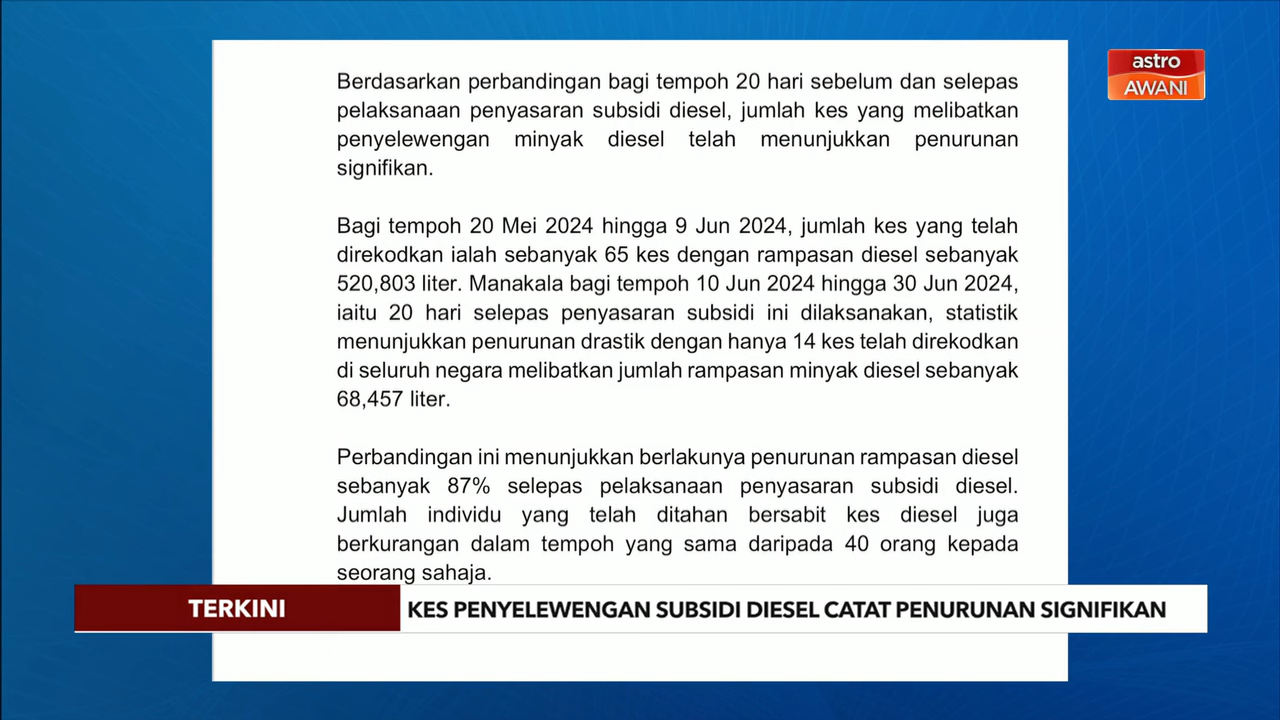 astro
AWANI
Berdasarkan perbandingan bagi tempoh 20 hari sebelum dan selepas
pelaksanaan penyasaran subsidi diesel, jumlah kes yang melibatkan
penyelewengan minyak diesel telah menunjukkan penurunan
signifikan.
Bagi tempoh 20 Mei 2024 hingga 9 Jun 2024, jumlah kes yang telah
direkodkan ialah sebanyak 65 kes dengan rampasan diesel sebanyak
520,803 liter. Manakala bagi tempoh 10 Jun 2024 hingga 30 Jun 2024,
iaitu 20 hari selepas penyasaran subsidi ini dilaksanakan, statistik
menunjukkan penurunan drastik dengan hanya 14 kes telah direkodkan
di seluruh negara melibatkan jumlah rampasan minyak diesel sebanyak
68,457 liter.
Perbandingan ini menunjukkan berlakunya penurunan rampasan diesel
sebanyak 87% selepas pelaksanaan penyasaran subsidi diesel.
Jumlah individu yang telah ditahan bersabit kes diesel juga
berkurangan dalam tempoh yang sama daripada 40 orang kepada
seorang sahaja.
TERKINI
KES PENYELEWENGAN SUBSIDI DIESEL CATAT PENURUNAN SIGNIFIKAN